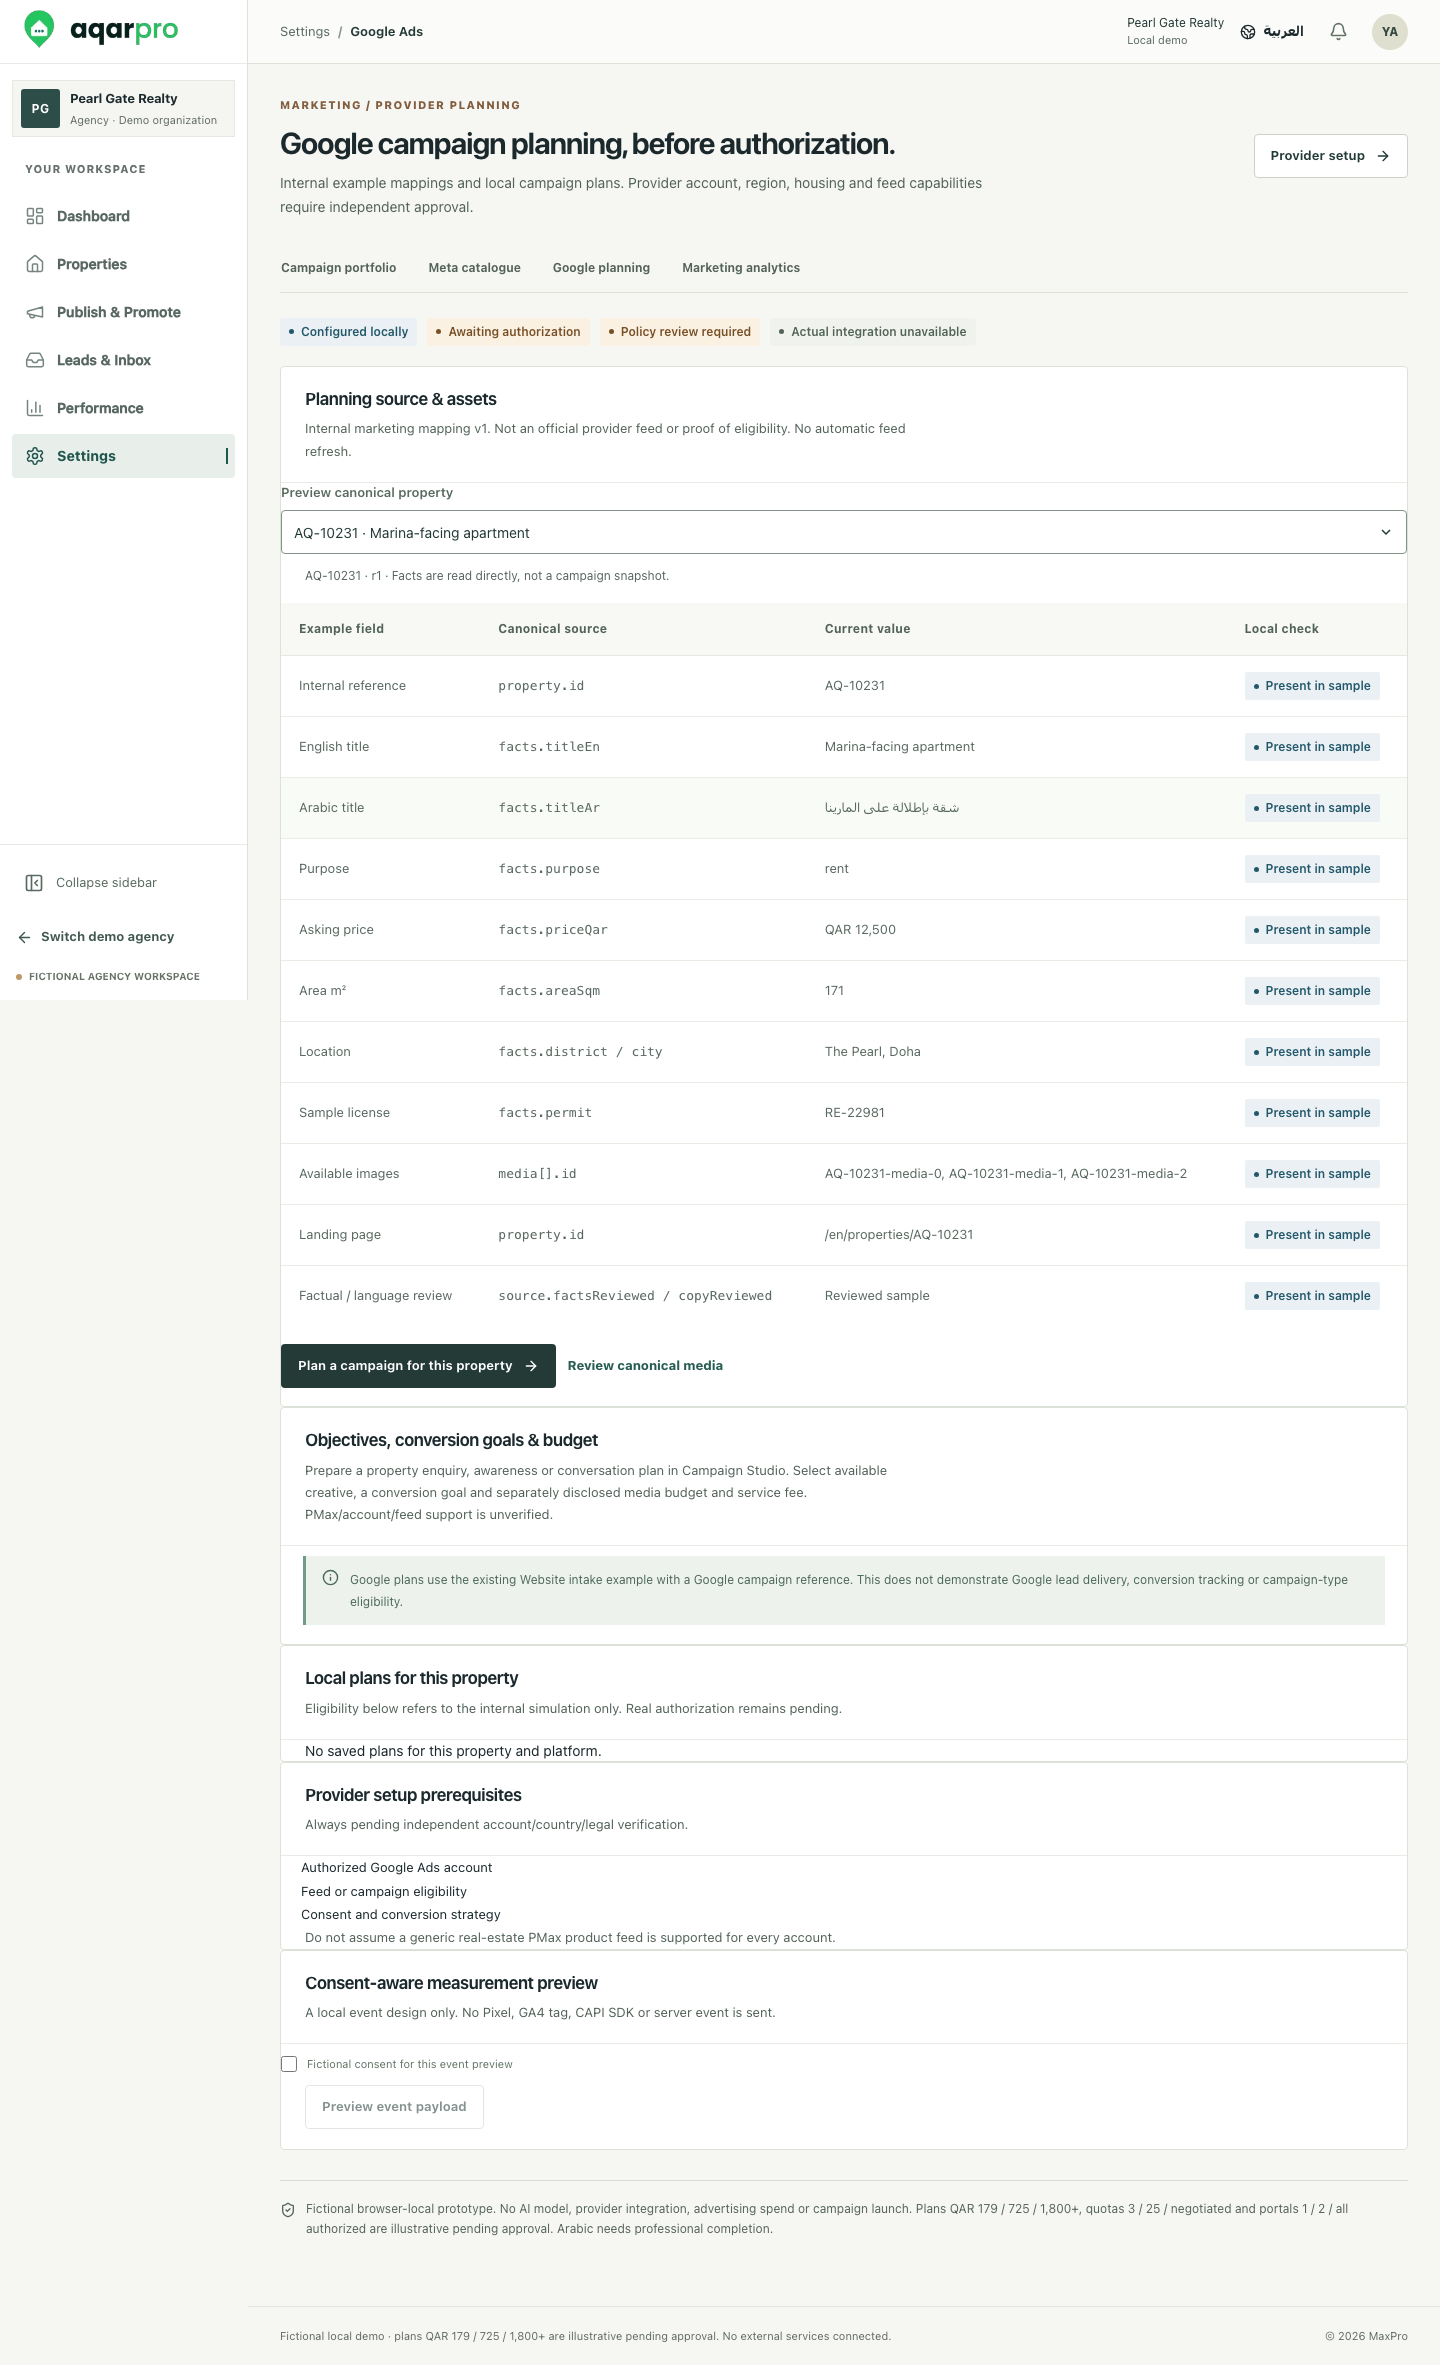 aqarpro
Settings / Google Ads
Pearl Gate Realty
Local demo
العربية
YA
PG
Pearl Gate Realty
Agency · Demo organization
YOUR WORKSPACE
Dashboard
Properties
Publish & Promote
Leads & Inbox
Performance
Settings
Collapse sidebar
Switch demo agency
FICTIONAL AGENCY WORKSPACE
MARKETING / PROVIDER PLANNING
Google campaign planning, before authorization.
Internal example mappings and local campaign plans. Provider account, region, housing and feed capabilities
require independent approval.
Provider setup
Campaign portfolio Meta catalogue Google planning Marketing analytics
Configured locally Awaiting authorization Policy review required Actual integration unavailable
Planning source & assets
Internal marketing mapping v1. Not an official provider feed or proof of eligibility. No automatic feed
refresh.
Preview canonical property
AQ-10231 · Marina-facing apartment
AQ-10231 · r1 · Facts are read directly, not a campaign snapshot.
Example field Canonical source Current value Local check
Internal reference property.id AQ-10231 Present in sample
English title facts.titleEn Marina-facing apartment Present in sample
Arabic title facts.titleAr شقة بإطلالة على المارينا Present in sample
Purpose facts.purpose rent Present in sample
Asking price facts.priceQar QAR 12,500 Present in sample
Area m² facts.areaSqm 171 Present in sample
Location facts.district / city The Pearl, Doha Present in sample
Sample license facts.permit RE-22981 Present in sample
Available images media[].id AQ-10231-media-0, AQ-10231-media-1, AQ-10231-media-2 Present in sample
Landing page property.id /en/properties/AQ-10231 Present in sample
Factual / language review source.factsReviewed / copyReviewed Reviewed sample Present in sample
Plan a campaign for this property Review canonical media
Objectives, conversion goals & budget
Prepare a property enquiry, awareness or conversation plan in Campaign Studio. Select available
creative, a conversion goal and separately disclosed media budget and service fee.
PMax/account/feed support is unverified.
Google plans use the existing Website intake example with a Google campaign reference. This does not demonstrate Google lead delivery, conversion tracking or campaign-type
eligibility.
Local plans for this property
Eligibility below refers to the internal simulation only. Real authorization remains pending.
No saved plans for this property and platform.
Provider setup prerequisites
Always pending independent account/country/legal verification.
Authorized Google Ads account
Feed or campaign eligibility
Consent and conversion strategy
Do not assume a generic real-estate PMax product feed is supported for every account.
Consent-aware measurement preview
A local event design only. No Pixel, GA4 tag, CAPI SDK or server event is sent.
Fictional consent for this event preview
Preview event payload
Fictional browser-local prototype. No AI model, provider integration, advertising spend or campaign launch. Plans QAR 179 / 725 / 1,800+, quotas 3 / 25 / negotiated and portals 1 / 2 / all
authorized are illustrative pending approval. Arabic needs professional completion.
Fictional local demo · plans QAR 179 / 725 / 1,800+ are illustrative pending approval. No external services connected.
© 2026 MaxPro